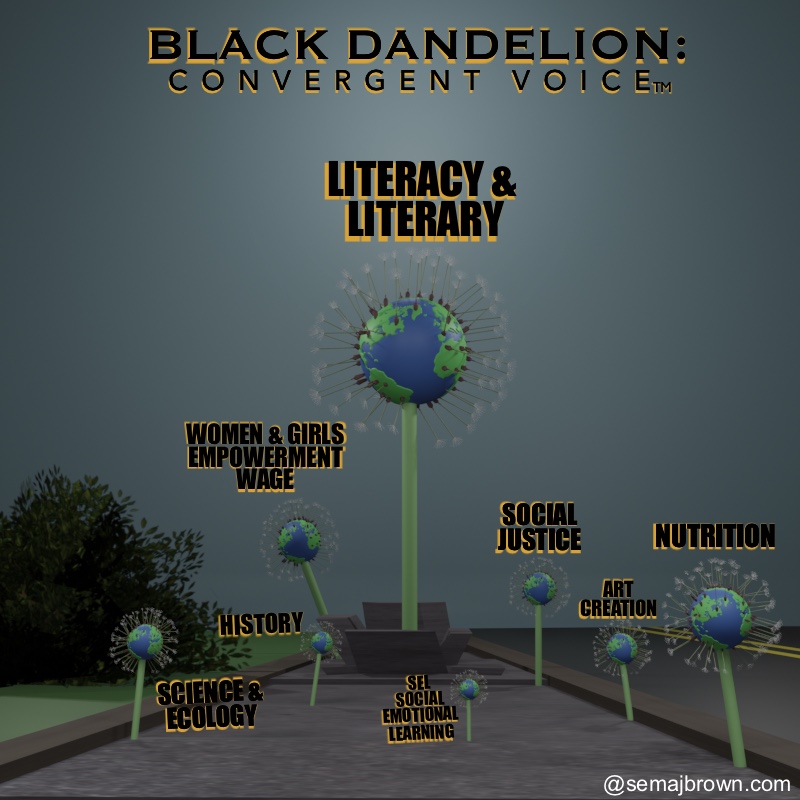 BLACK DANDELION:
CONVERGENT VOICE™
LITERACY &
LITERARY
WOMEN & GIRLS
EMPOWERMENT
WAGE
SOCIAL
JUSTICE
NUTRITION
ART
CREATION
HISTORY
SCIENCE &
ECOLOGY
SEL
SOCIAL
EMOTIONAL
LEARNING
@semajbrown.com